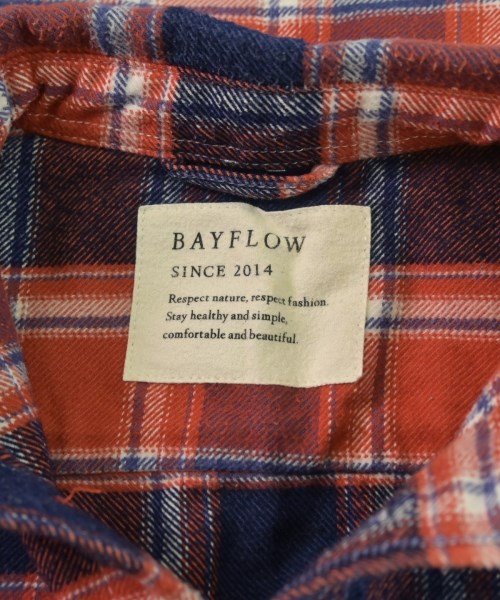 BAYFLOW
SINCE 2014
Respect nature, respect fashion.
Stay healthy and simple,
comfortable and beautiful.